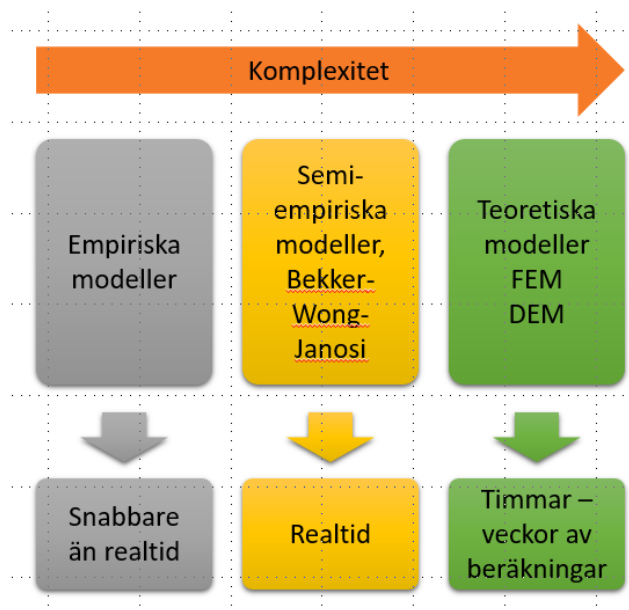 Komplexitet
Empiriska
modeller
Semi-
empiriska
modeller,
Bekker-
Wong-
Janosi
Teoretiska
modeller
FEM
DEM
Snabbare
än realtid
Realtid
Timmar –
veckor av
beräkningar